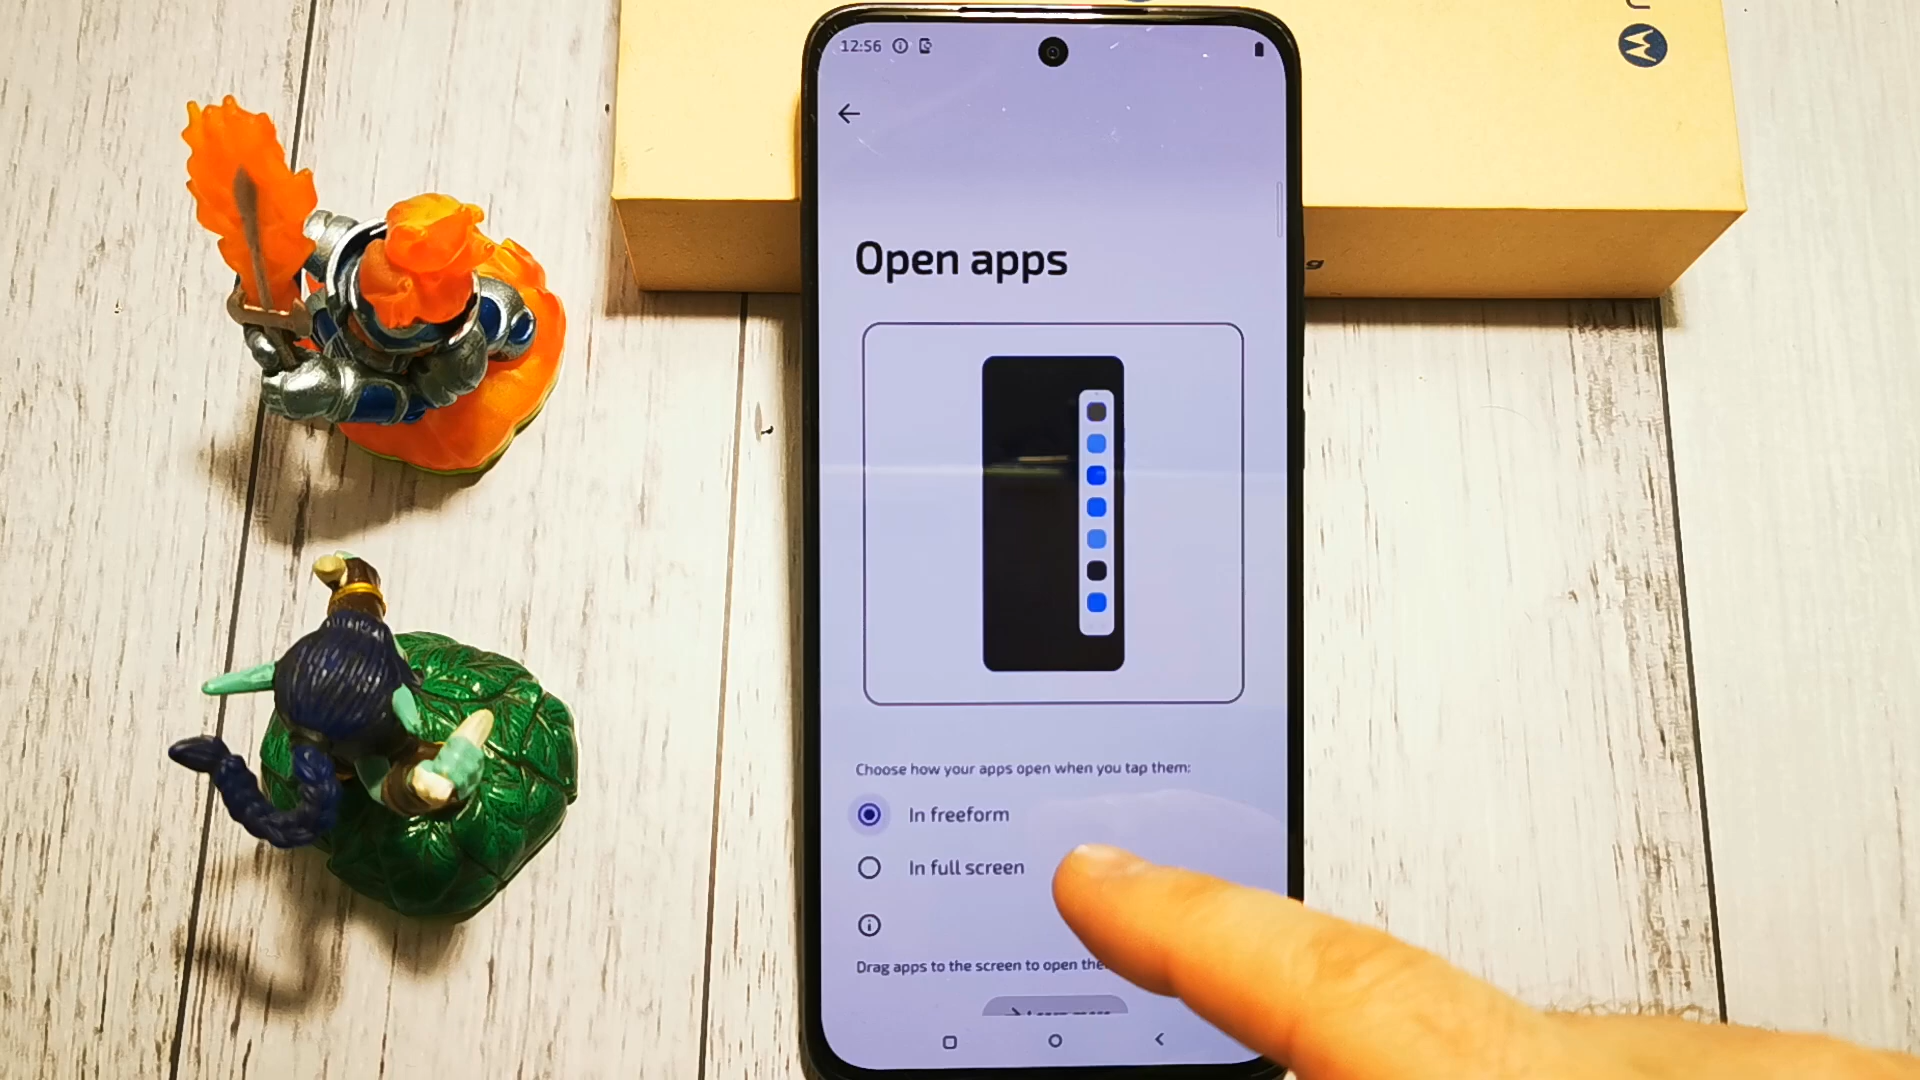 12:56
Open apps
Choose how your apps open when you tap them:
In freeform
In full screen
Drag apps to the screen to open